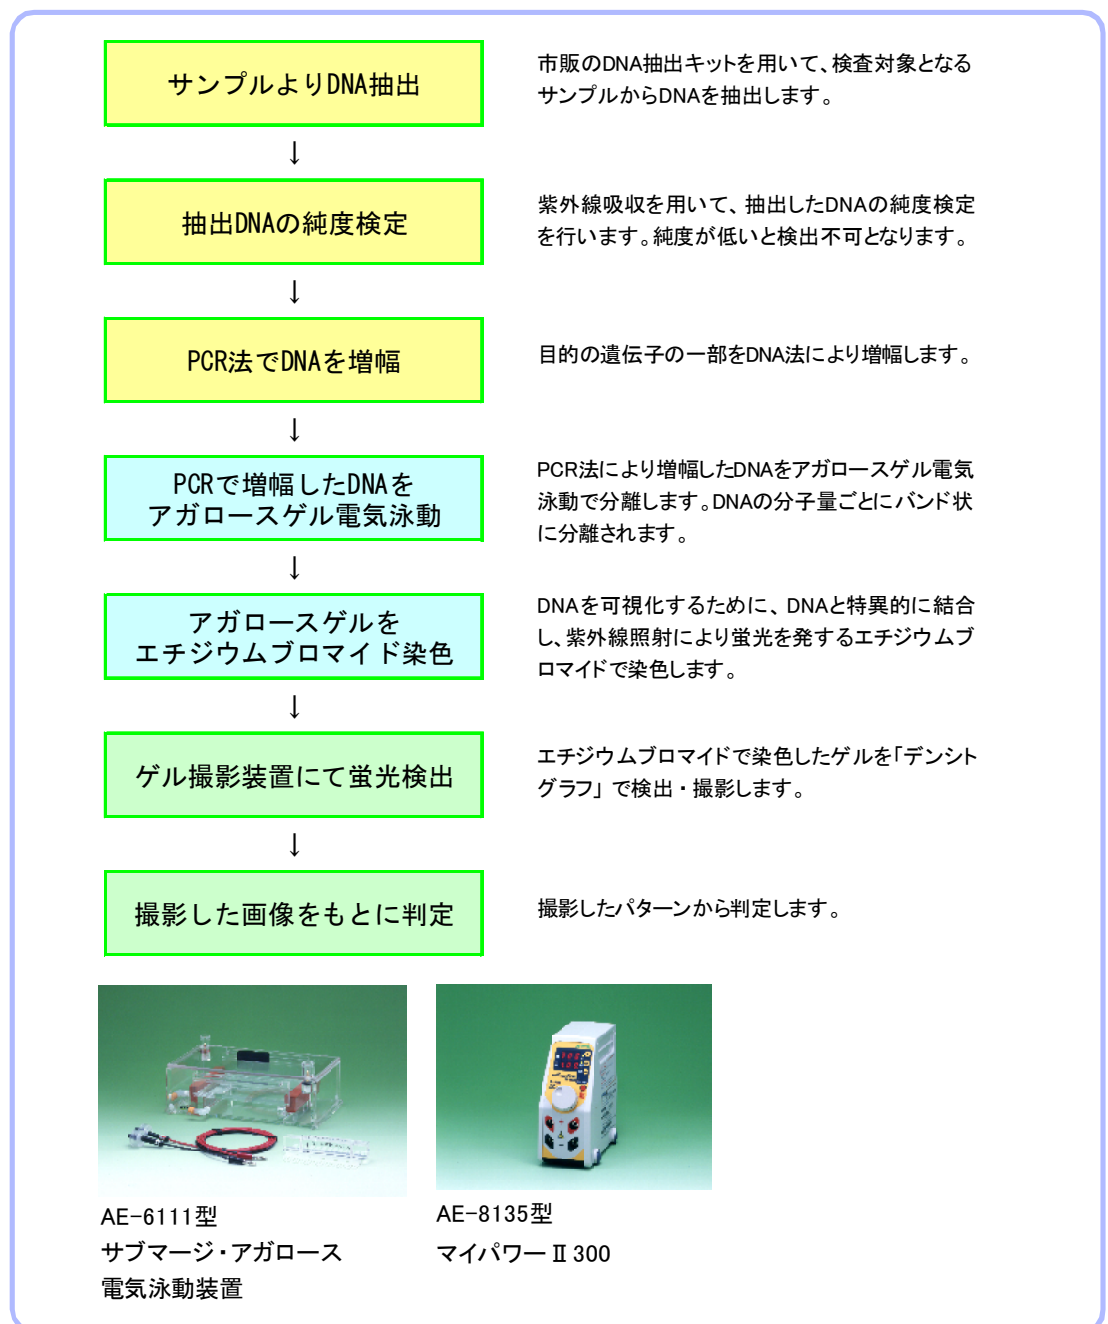 サンプルよりDNA抽出
市販のDNA抽出キットを用いて、検査対象となる
サンプルからDNAを抽出します。
↓
抽出DNAの純度検定
紫外線吸収を用いて、抽出したDNAの純度検定
を行います。純度が低いと検出不可となります。
↓
PCR法でDNAを増幅
目的の遺伝子の一部をDNA法により増幅します。
↓
PCRで増幅したDNAを
アガロースゲル電気泳動
PCR法により増幅したDNAをアガロースゲル電気
泳動で分離します。DNAの分子量ごとにバンド状
に分離されます。
↓
アガロースゲルを
エチジウムブロマイド染色
DNAを可視化するために、DNAと特異的に結合
し、紫外線照射により蛍光を発するエチジウムブ
ロマイドで染色します。
↓
ゲル撮影装置にて蛍光検出
エチジウムブロマイドで染色したゲルを「デンシト
グラフ」で検出・撮影します。
↓
撮影した画像をもとに判定
撮影したパターンから判定します。
AE-6111型
サブマージ・アガロース
電気泳動装置
AE-8135型
マイパワーⅡ300